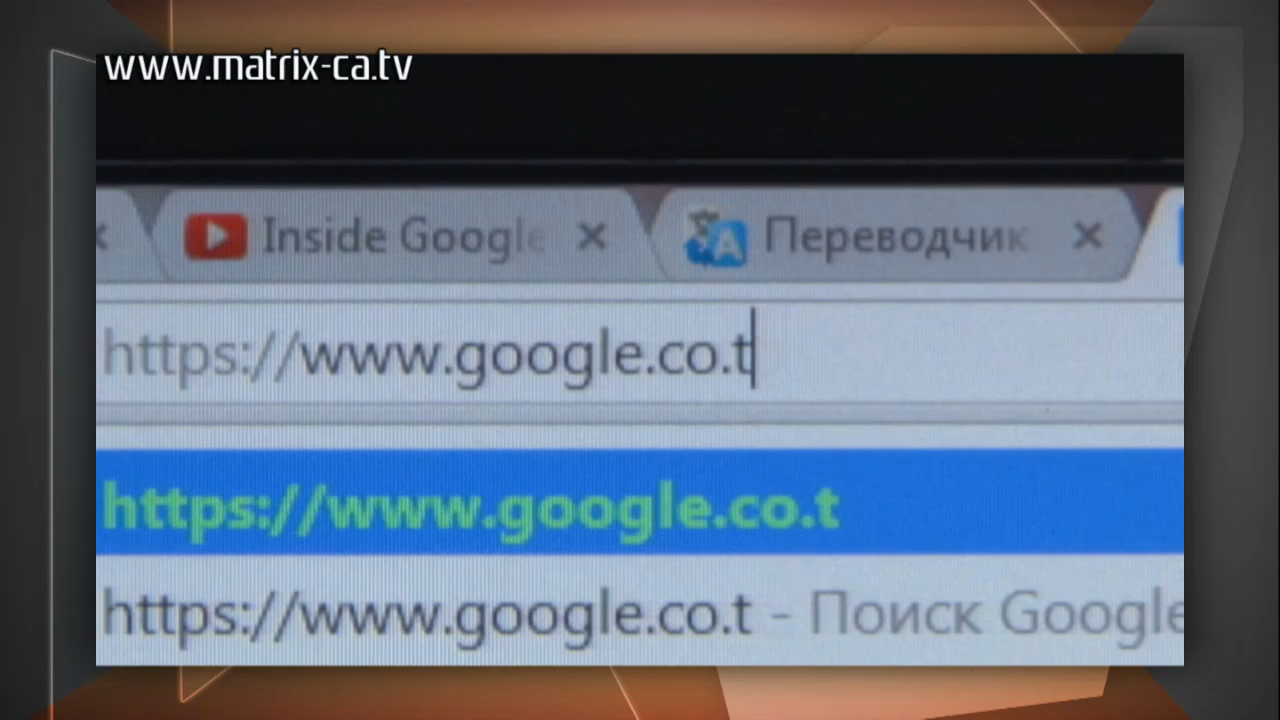 www.matrix-ca.tv
Inside Google
Переводчик
https://www.google.co.t
https://www.google.co.t
https://www.google.co.t - Поиск Google